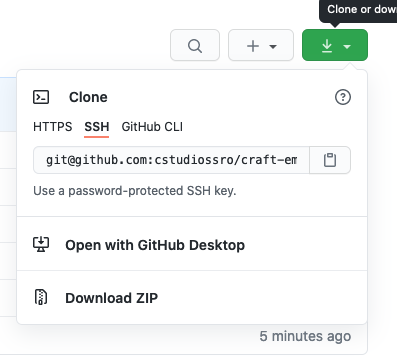 Clone or dow
Clone
HTTPS SSH GitHub CLI
git@github.com:cstudiossro/craft-em
Use a password-protected SSH key.
Open with GitHub Desktop
Download ZIP
5 minutes ago